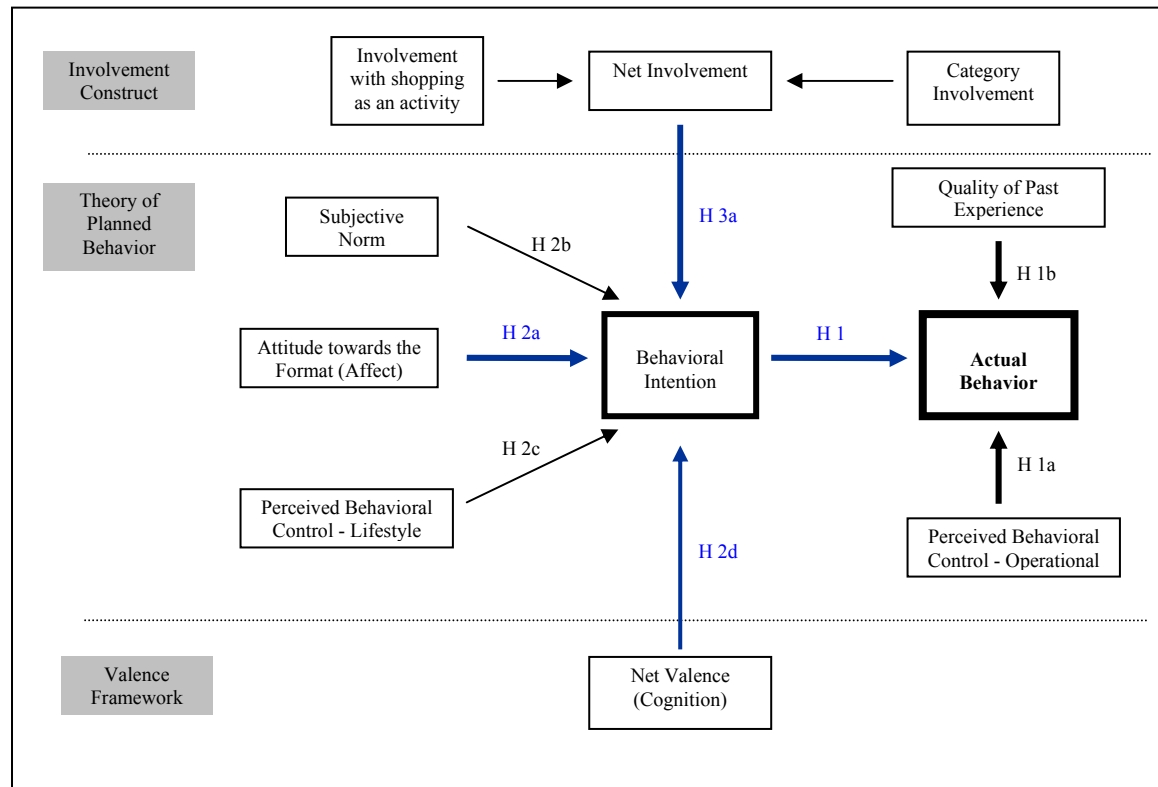 Involvement
Construct
Involvement
with shopping
as an activity
Net Involvement
Category
Involvement
Theory of
Planned
Behavior
Subjective
Norm
H 2b
H 3a
Quality of Past
Experience
H 1b
Attitude towards the
Format (Affect)
H 2a
Behavioral
Intention
H 1
Actual
Behavior
H 2c
H 1a
Perceived Behavioral
Control - Lifestyle
H 2d
Perceived Behavioral
Control - Operational
Valence
Framework
Net Valence
(Cognition)